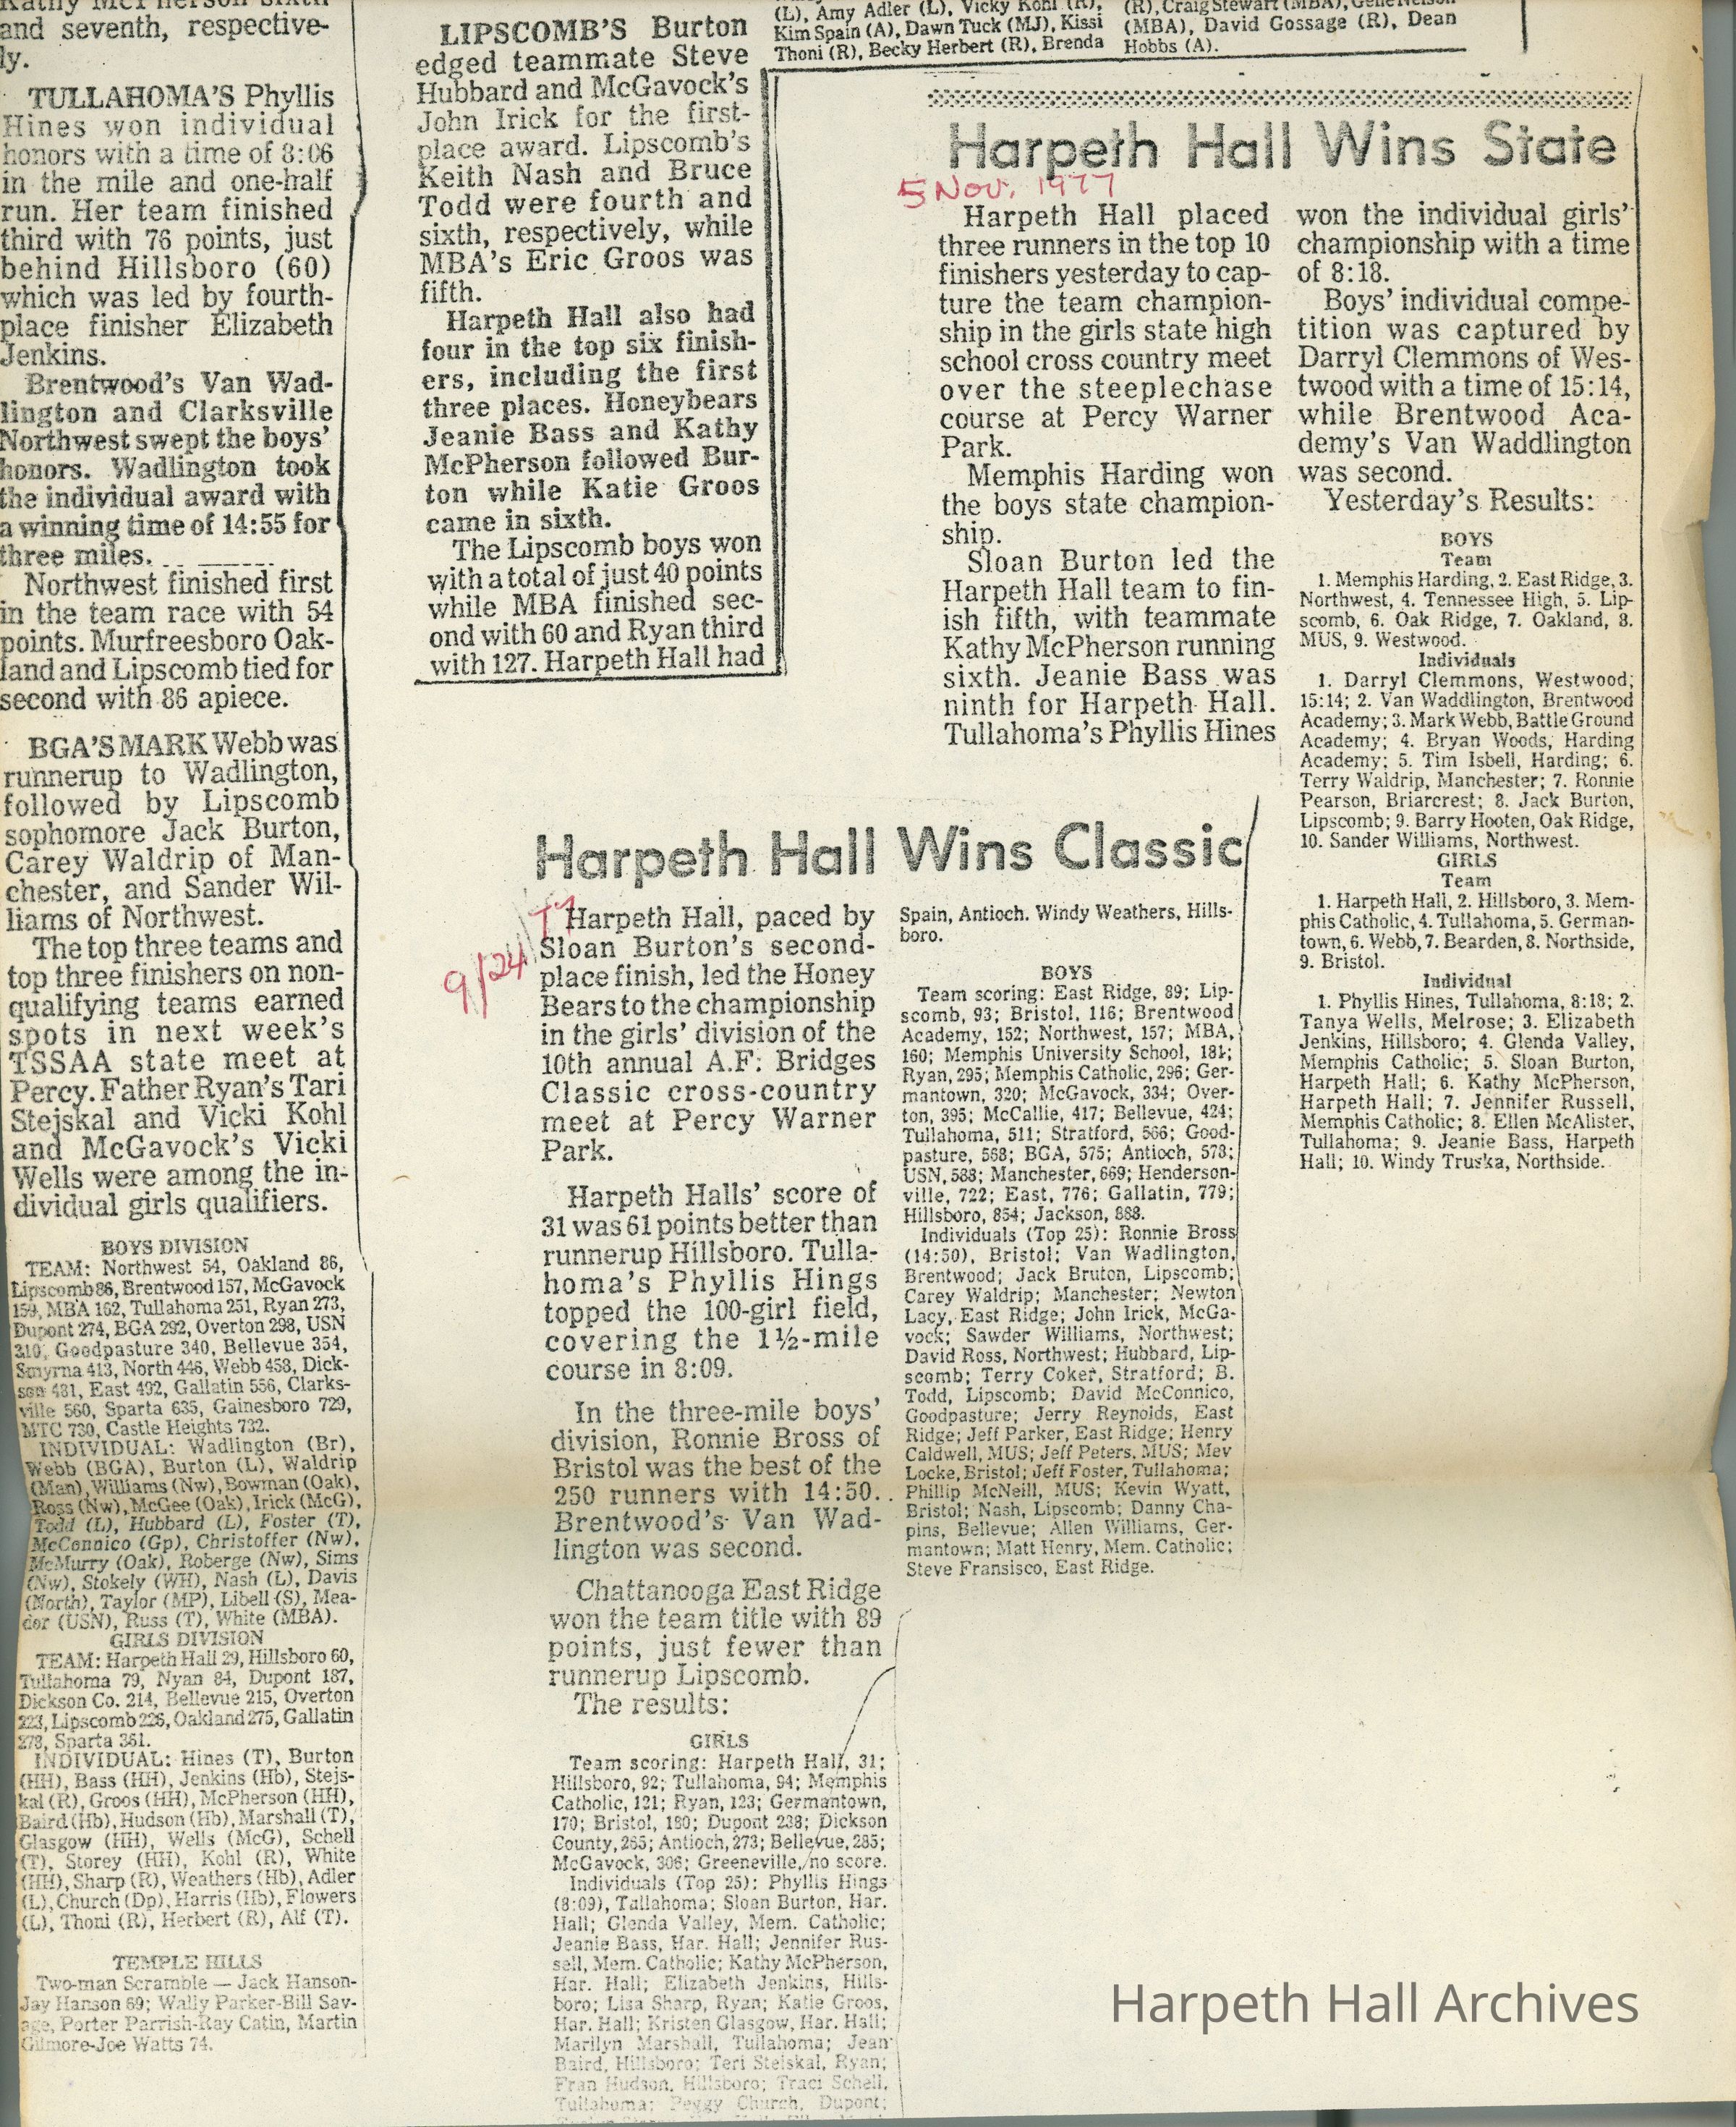 Kathy McPherson sixth
and seventh, respective-
ly.
TULLAHOMA'S Phyllis
Hines won individual
honors with a time of 8:06
in the mile and one-half
run. Her team finished
third with 76 points, just
behind Hillsboro (60)
which was led by fourth-
place finisher Elizabeth
Jenkins.
Brentwood's Van Wad-
lington and Clarksville
Northwest swept the boys'
honors. Wadlington took
the individual award with
a winning time of 14:55 for
three miles.
Northwest finished first
in the team race with 54
points. Murfreesboro Oak-
land and Lipscomb tied for
second with 86 apiece.
BGA'S MARK Webb was
runnerup to Wadlington,
followed by Lipscomb
sophomore Jack Burton,
Carey Waldrip of Man-
chester, and Sander Wil-
liams of Northwest.
The top three teams and
top three finishers on non-
qualifying teams earned
spots in next week's
TSSAA state meet at
Percy. Father Ryan's Tari
Stejskal and Vicki Kohl
and McGavock's Vicki
Wells were among the in-
dividual girls qualifiers.
BOYS DIVISION
TEAM: Northwest 54, Oakland 86,
Lipscomb 86, Brentwood 157, McGavock
159, MBA 162, Tullahoma 251, Ryan 273,
Dupont 274, BGA 292, Overton 298, USN
310, Goodpasture 340, Bellevue 354,
Smyrna 413, North 446, Webb 458, Dick-
son 481, East 492, Gallatin 556, Clarks-
ville 560, Sparta 635, Gainesboro 729,
MTC 730, Castle Heights 732.
INDIVIDUAL: Wadlington (Br),
Webb (BGA), Burton (L), Waldrip
(Man), Williams (Nw), Bowman (Oak),
Ross (Nw), McGee (Oak), Irick (McG),
Todd (L), Hubbard (L), Foster (T),
McConnico (Gp), Christoffer (Nw),
McMurry (Oak), Roberge (Nw), Sims
(Nw), Stokely (WH), Nash (L), Davis
(North), Taylor (MP), Libell (S), Mea-
dor (USN), Russ (T), White (MBA).
GIRLS DIVISION
TEAM: Harpeth Hall 29, Hillsboro 60,
Tullahoma 79, Nyan 84, Dupont 187,
Dickson Co. 214, Bellevue 215, Overton
223, Lipscomb 226, Oakland 275, Gallatin
278, Sparta 361.
INDIVIDUAL: Hines (T), Burton
(HH), Bass (HH), Jenkins (Hb), Stejs-
kal (R), Groos (HH), McPherson (HH),
Baird (Hb), Hudson (Hb), Marshall (T),
Glasgow (HH), Wells (McG), Schell
(T), Storey (HH), Kohl (R), White
(HH), Sharp (R), Weathers (Hb), Adler
(L), Church (Dp), Harris (Hb), Flowers
(L), Thoni (R), Herbert (R), Alf (T).
TEMPLE HILLS
Two-man Scramble — Jack Hanson-
Jay Hanson 69; Wally Parker-Bill Sav-
age, Porter Parrish-Ray Catin, Martin
Gilmore-Joe Watts 74.
LIPSCOMB'S Burton
edged teammate Steve
Hubbard and McGavock's
John Irick for the first-
place award. Lipscomb's
Keith Nash and Bruce
Todd were fourth and
sixth, respectively, while
MBA's Eric Groos was
fifth.
Harpeth Hall also had
four in the top six finish-
ers, including the first
three places. Honeybears
Jeanie Bass and Kathy
McPherson followed Bur-
ton while Katie Groos
came in sixth.
The Lipscomb boys won
with a total of just 40 points
while MBA finished sec-
ond with 60 and Ryan third
with 127. Harpeth Hall had
(L), Amy Adler (L), Vicky Kohl (R),
Kim Spain (A), Dawn Tuck (MJ), Kissi
Thoni (R), Becky Herbert (R), Brenda
(R), Craig Stewart (MBA), Gene Nelson
(MBA), David Gossage (R), Dean
Hobbs (A).
Harpeth Hall Wins State
5 Nov. 1977
Harpeth Hall placed
three runners in the top 10
finishers yesterday to cap-
ture the team champion-
ship in the girls state high
school cross country meet
over the steeplechase
course at Percy Warner
Park.
Memphis Harding won
the boys state champion-
ship.
Sloan Burton led the
Harpeth Hall team to fin-
ish fifth, with teammate
Kathy McPherson running
sixth. Jeanie Bass was
ninth for Harpeth Hall.
Tullahoma's Phyllis Hines
won the individual girls'
championship with a time
of 8:18.
Boys' individual compe-
tition was captured by
Darryl Clemmons of Wes-
twood with a time of 15:14,
while Brentwood Aca-
demy's Van Waddlington
was second.
Yesterday's Results:
BOYS
Team
1. Memphis Harding, 2. East Ridge, 3.
Northwest, 4. Tennessee High, 5. Lip-
scomb, 6. Oak Ridge, 7. Oakland, 8.
MUS, 9. Westwood.
Individuals
1. Darryl Clemmons, Westwood;
15:14; 2. Van Waddlington, Brentwood
Academy; 3. Mark Webb, Battle Ground
Academy; 4. Bryan Woods, Harding
Academy; 5. Tim Isbell, Harding; 6.
Terry Waldrip, Manchester; 7. Ronnie
Pearson, Briarcrest; 8. Jack Burton,
Lipscomb; 9. Barry Hooten, Oak Ridge,
10. Sander Williams, Northwest.
GIRLS
Team
1. Harpeth Hall, 2. Hillsboro, 3. Mem-
phis Catholic, 4. Tullahoma, 5. German-
town, 6. Webb, 7. Bearden, 8. Northside,
9. Bristol.
Individual
1. Phyllis Hines, Tullahoma, 8:18; 2.
Tanya Wells, Melrose; 3. Elizabeth
Jenkins, Hillsboro; 4. Glenda Valley,
Memphis Catholic; 5. Sloan Burton,
Harpeth Hall; 6. Kathy McPherson,
Harpeth Hall; 7. Jennifer Russell,
Memphis Catholic; 8. Ellen McAlister,
Tullahoma; 9. Jeanie Bass, Harpeth
Hall; 10. Windy Truska, Northside.
Harpeth Hall Wins Classic
9/24
77
Harpeth Hall, paced by
Sloan Burton's second-
place finish, led the Honey
Bears to the championship
in the girls' division of the
10th annual A.F. Bridges
Classic cross-country
meet at Percy Warner
Park.
Harpeth Halls' score of
31 was 61 points better than
runnerup Hillsboro. Tulla-
homa's Phyllis Hings
topped the 100-girl field,
covering the 1½-mile
course in 8:09.
In the three-mile boys'
division, Ronnie Bross of
Bristol was the best of the
250 runners with 14:50.
Brentwood's Van Wad-
lington was second.
Chattanooga East Ridge
won the team title with 89
points, just fewer than
runnerup Lipscomb.
The results:
GIRLS
Team scoring: Harpeth Hall, 31;
Hillsboro, 92; Tullahoma, 94; Memphis
Catholic, 121; Ryan, 123; Germantown,
170; Bristol, 180; Dupont 238; Dickson
County, 265; Antioch, 273; Bellevue, 285;
McGavock, 306; Greeneville, no score.
Individuals (Top 25): Phyllis Hings
(8:09), Tallahoma; Sloan Burton, Har.
Hall; Glenda Valley, Mem. Catholic;
Jeanie Bass, Har. Hall; Jennifer Rus-
sell, Mem. Catholic; Kathy McPherson,
Har. Hall; Elizabeth Jenkins, Hills-
boro; Lisa Sharp, Ryan; Katie Groos,
Har. Hall; Kristen Glasgow, Har. Hall;
Marilyn Marshall, Tullahoma; Jean
Baird, Hillsboro; Teri Steiskal, Ryan;
Fran Hudson, Hillsboro; Traci Schell,
Tullahoma; Peggy Church, Dupont;
Spain, Antioch. Windy Weathers, Hills-
boro.
BOYS
Team scoring: East Ridge, 89; Lip-
scomb, 93; Bristol, 116; Brentwood
Academy, 152; Northwest, 157; MBA,
160; Memphis University School, 181;
Ryan, 295; Memphis Catholic, 296; Ger-
mantown, 320; McGavock, 334; Over-
ton, 395; McCallie, 417; Bellevue, 424;
Tullahoma, 511; Stratford, 566; Good-
pasture, 568; BGA, 575; Antioch, 578;
USN, 588; Manchester, 669; Henderson-
ville, 722; East, 776; Gallatin, 779;
Hillsboro, 854; Jackson, 888.
Individuals (Top 25): Ronnie Bross
(14:50), Bristol; Van Wadlington,
Brentwood; Jack Bruton, Lipscomb;
Carey Waldrip; Manchester; Newton
Lacy, East Ridge; John Irick, McGa-
vock; Sawder Williams, Northwest;
David Ross, Northwest; Hubbard, Lip-
scomb; Terry Coker, Stratford; B.
Todd, Lipscomb; David McConnico,
Goodpasture; Jerry Reynolds, East
Ridge; Jeff Parker, East Ridge; Henry
Caldwell, MUS; Jeff Peters, MUS; Mev
Locke, Bristol; Jeff Foster, Tullahoma;
Phillip McNeill, MUS; Kevin Wyatt,
Bristol; Nash, Lipscomb; Danny Cha-
pins, Bellevue; Allen Williams, Ger-
mantown; Matt Henry, Mem. Catholic;
Steve Fransisco, East Ridge.
Harpeth Hall Archives